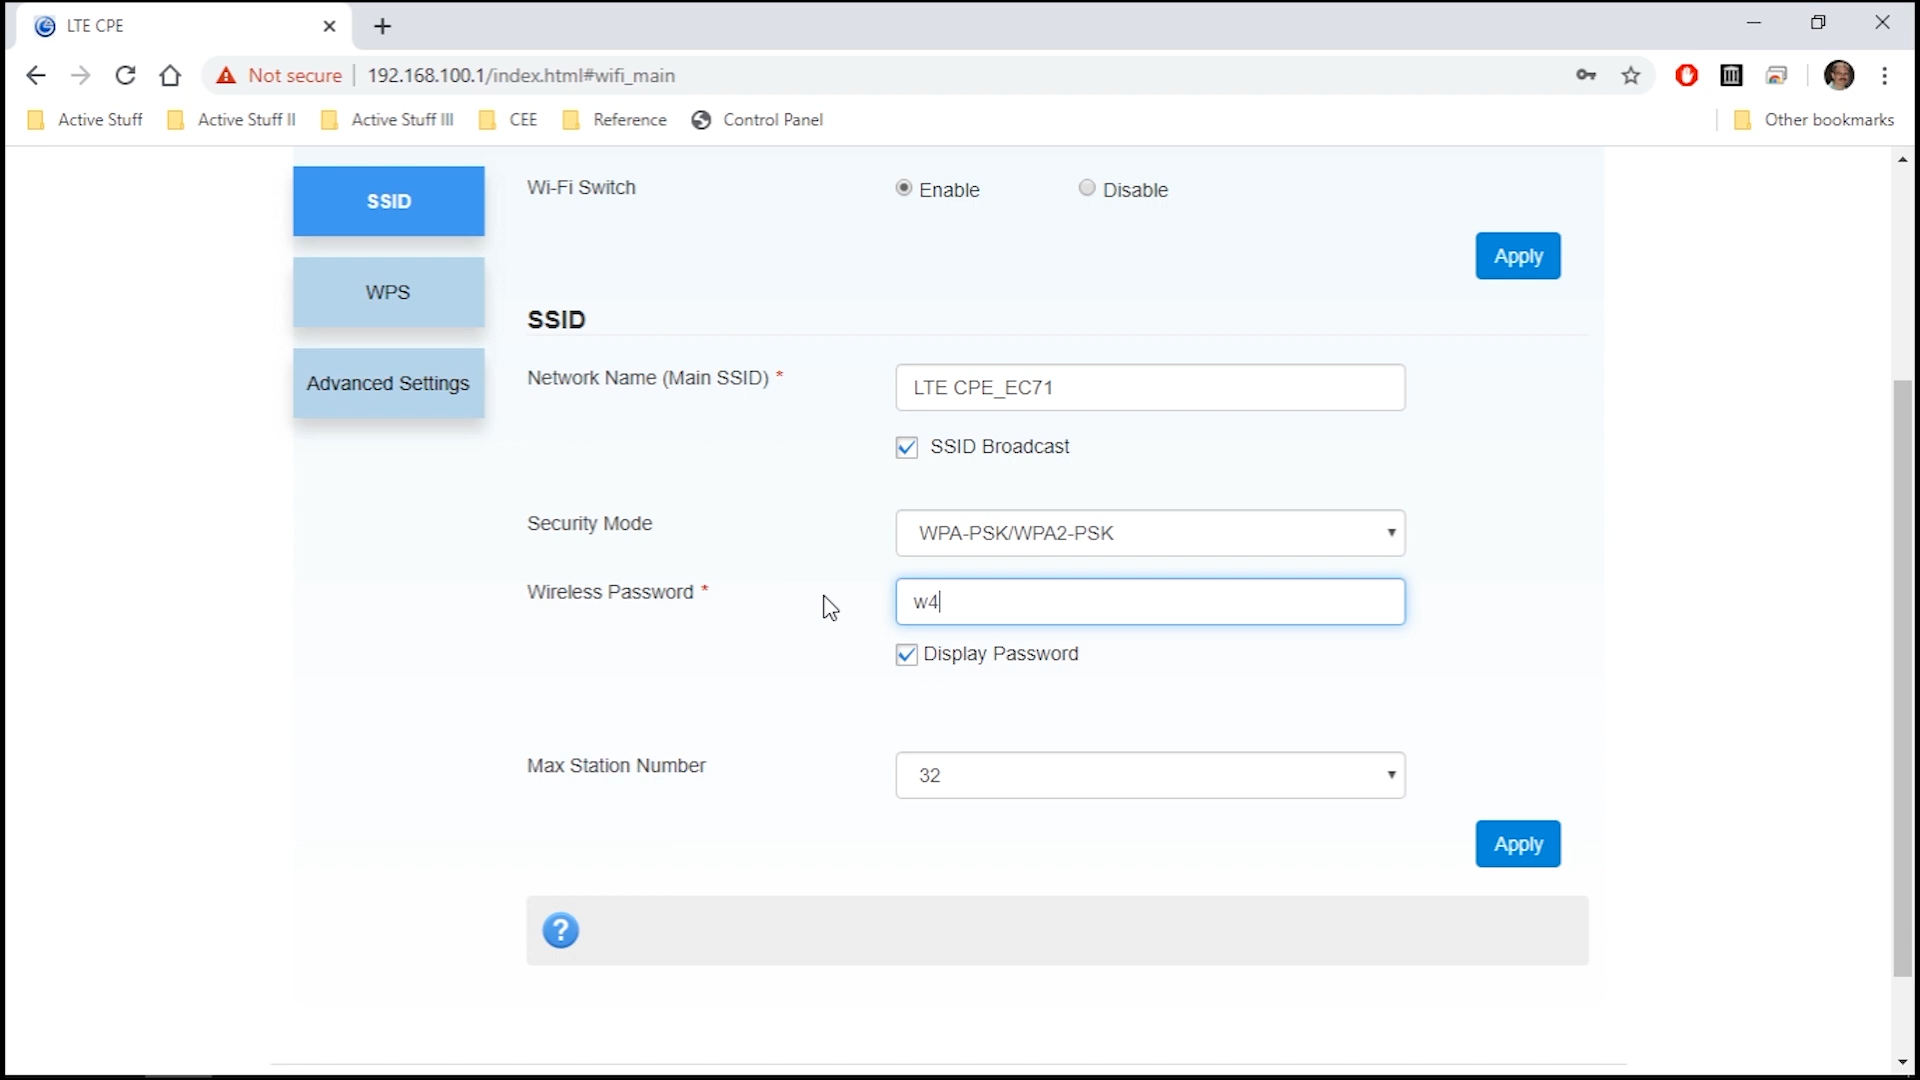 LTE CPE
Not secure 192.168.100.1/index.html#wifi_main
Active Stuff Active Stuff II Active Stuff III CEE Reference Control Panel Other bookmarks
SSID
WPS
Advanced Settings
Wi-Fi Switch Enable Disable
Apply
SSID
Network Name (Main SSID) * LTE CPE_EC71
SSID Broadcast
Security Mode WPA-PSK/WPA2-PSK
Wireless Password * w4
Display Password
Max Station Number 32
Apply
?